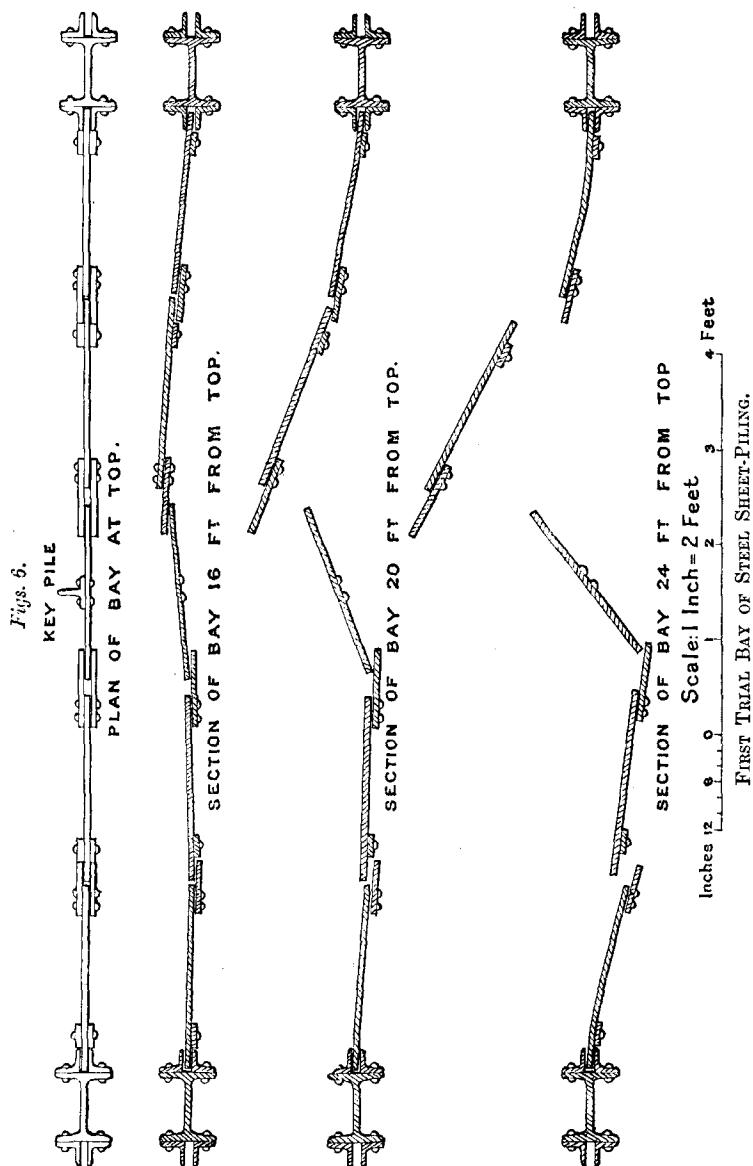 Figs. 6.
KEY PILE
PLAN OF BAY AT TOP.
SECTION OF BAY 16 FT FROM TOP.
SECTION OF BAY 20 FT FROM TOP.
SECTION OF BAY 24 FT FROM TOP
Scale: 1 Inch = 2 Feet
Inches 12 6 0 1 2 3 4 Feet
FIRST TRIAL BAY OF STEEL SHEET-PILING.